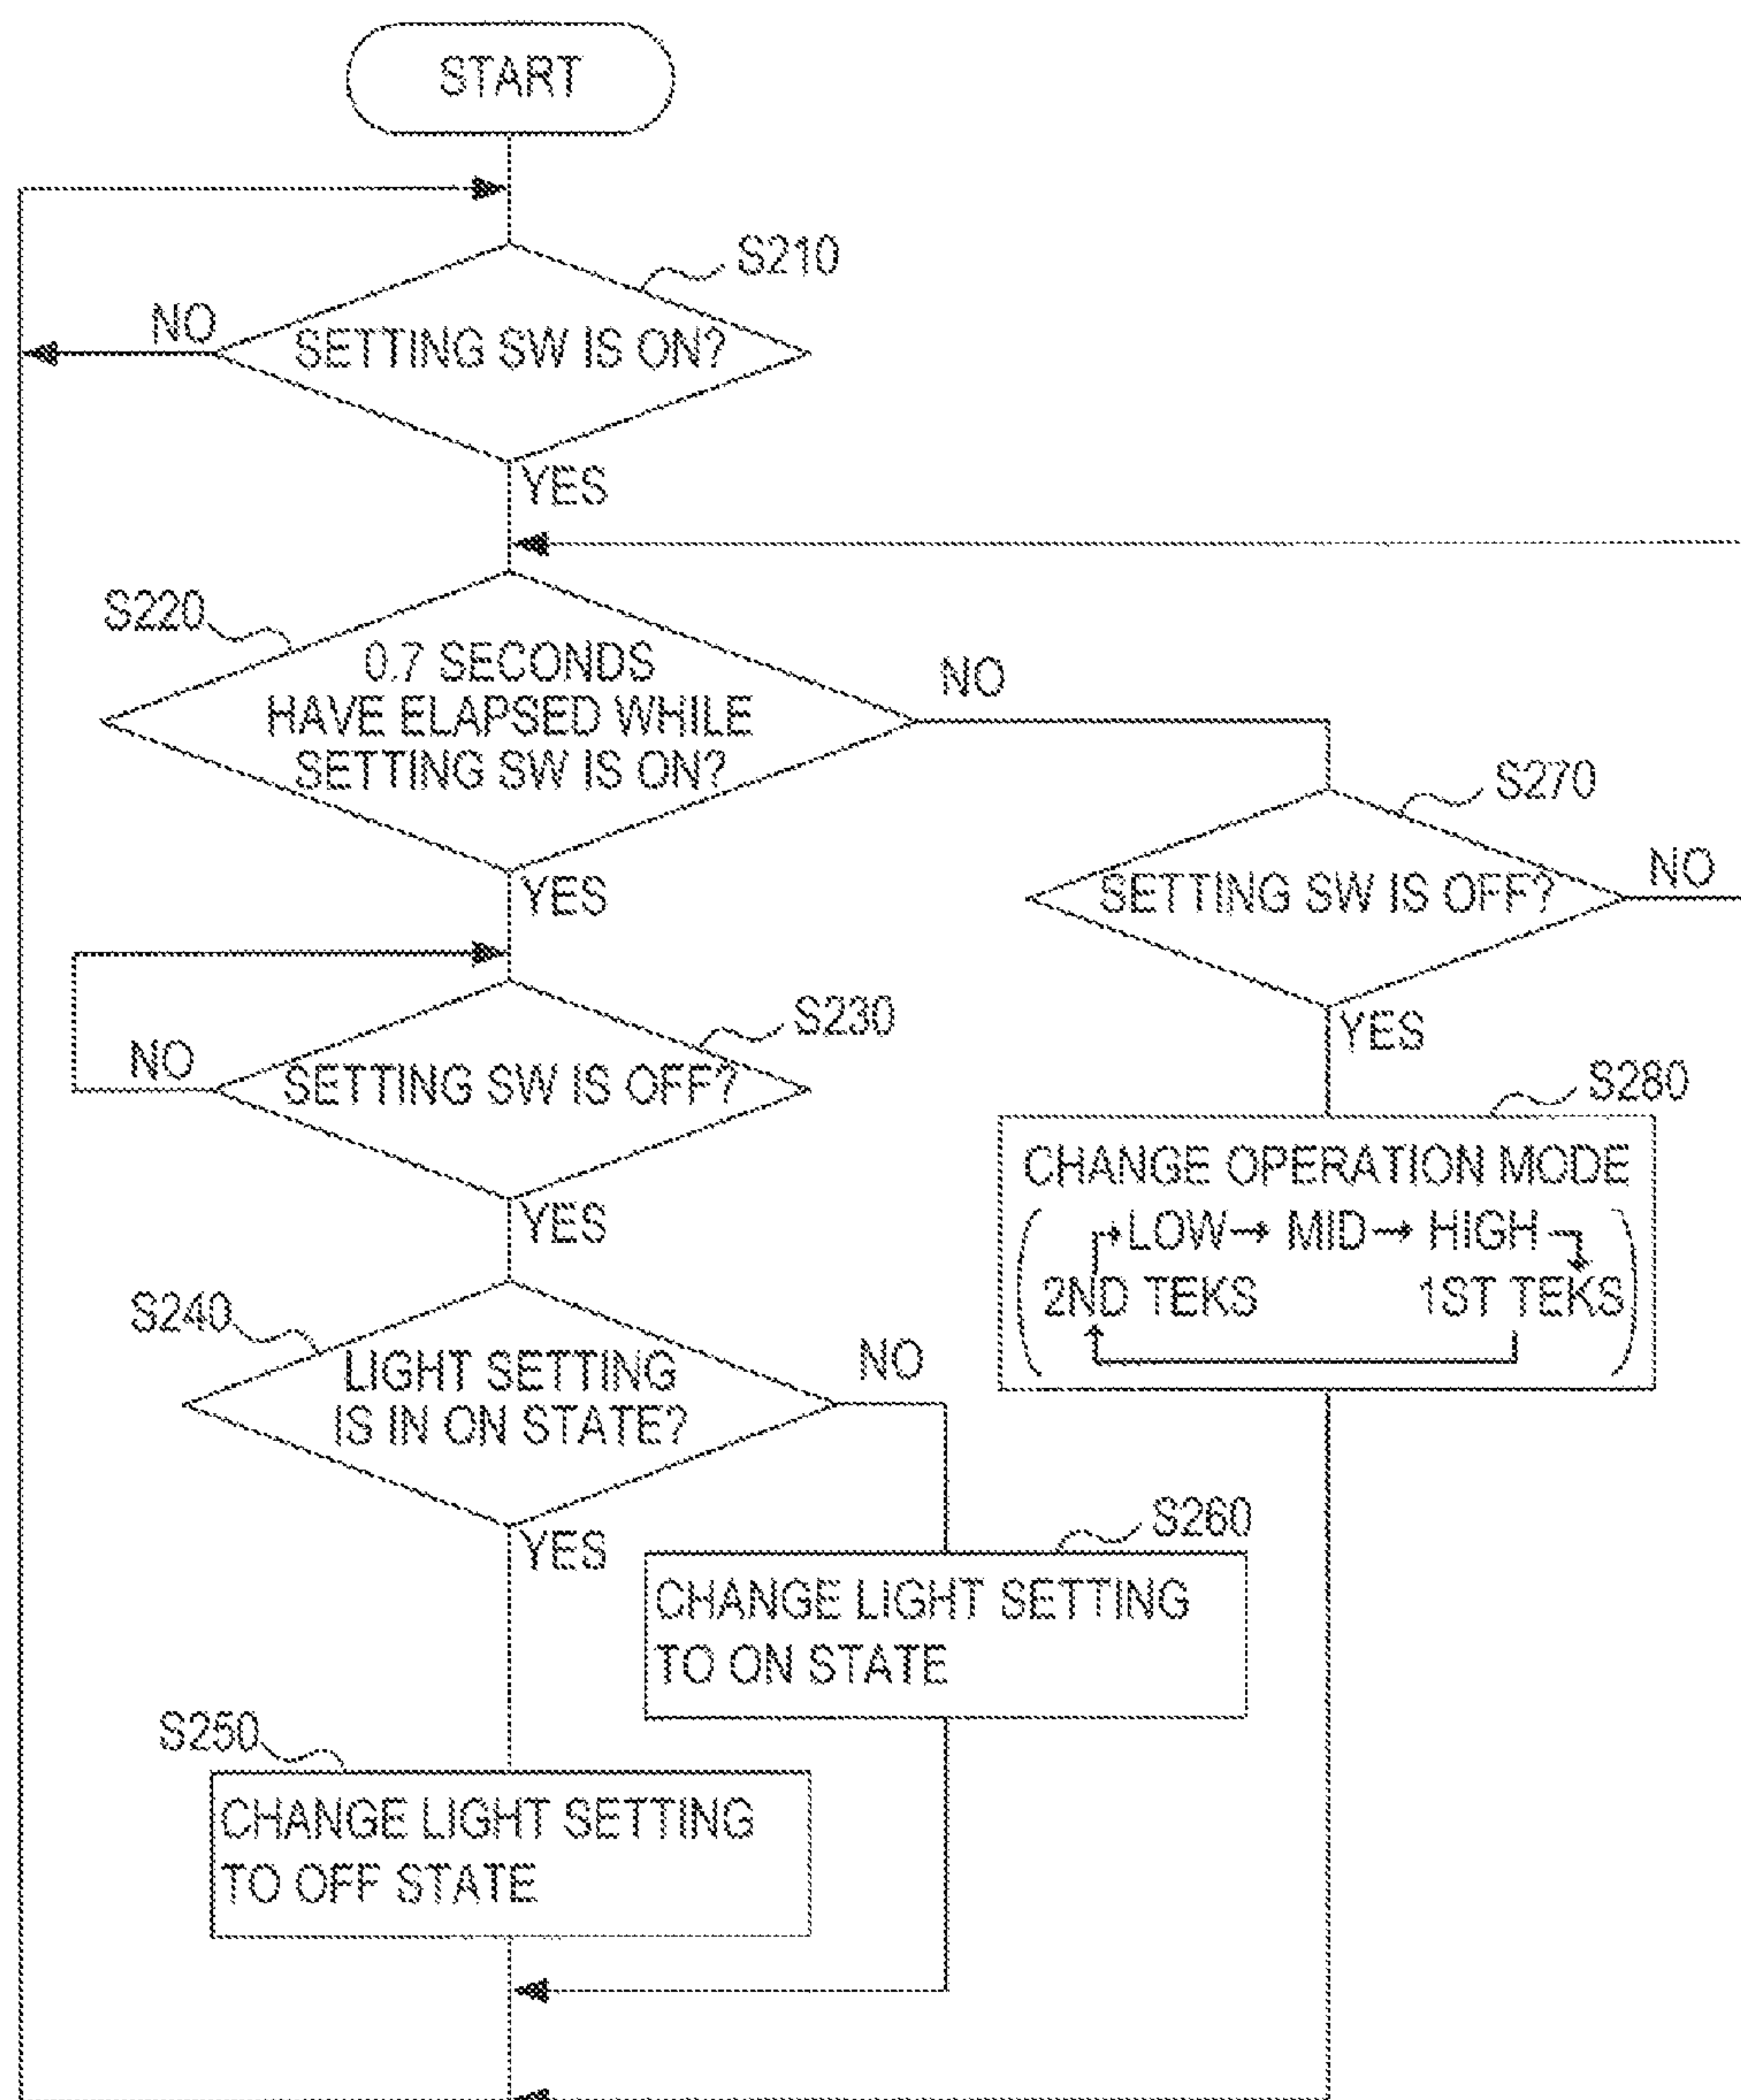 START
S210
NO
SETTING SW IS ON?
YES
S220
0.7 SECONDS
HAVE ELAPSED WHILE
SETTING SW IS ON?
NO
S270
SETTING SW IS OFF?
NO
YES
YES
S230
NO
SETTING SW IS OFF?
YES
S280
CHANGE OPERATION MODE
LOW → MID → HIGH
2ND TEKS 1ST TEKS
S240
LIGHT SETTING
IS IN ON STATE?
NO
YES
S260
CHANGE LIGHT SETTING
TO ON STATE
S250
CHANGE LIGHT SETTING
TO OFF STATE